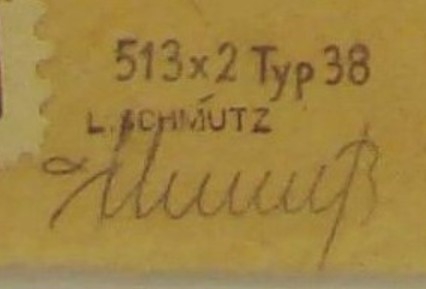 513x2 Typ 38
L. SCHMUTZ